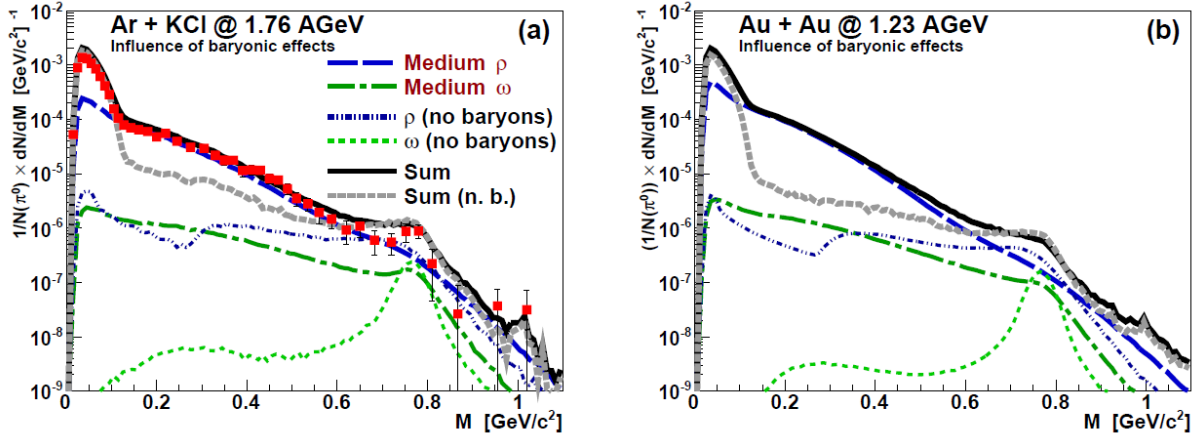 Ar + KCl @ 1.76 AGeV
Influence of baryonic effects
(a)
Medium ρ
Medium ω
ρ (no baryons)
ω (no baryons)
Sum
Sum (n. b.)
1/N(π⁰) × dN/dM [GeV/c²]⁻¹
10⁻²
10⁻³
10⁻⁴
10⁻⁵
10⁻⁶
10⁻⁷
10⁻⁸
10⁻⁹
0 0.2 0.4 0.6 0.8 1
M [GeV/c²]
Au + Au @ 1.23 AGeV
Influence of baryonic effects
(b)
(1/N(π⁰)) × dN/dM [GeV/c²]⁻¹
10⁻²
10⁻³
10⁻⁴
10⁻⁵
10⁻⁶
10⁻⁷
10⁻⁸
10⁻⁹
0 0.2 0.4 0.6 0.8 1
M [GeV/c²]